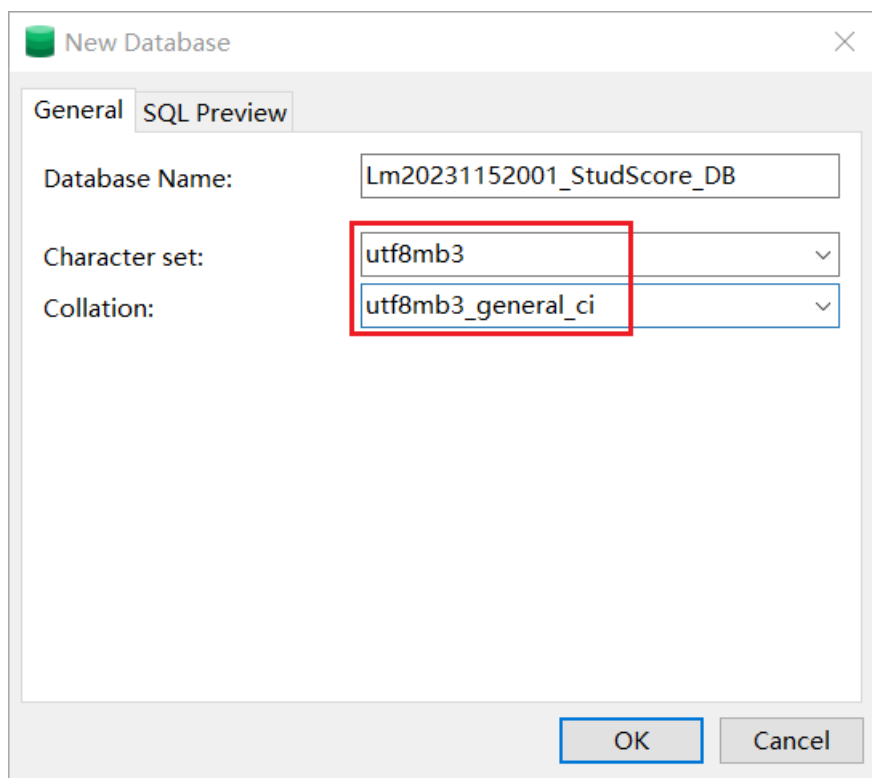 New Database
General SQL Preview
Database Name: Lm20231152001_StudScore_DB
Character set: utf8mb3
Collation: utf8mb3_general_ci
OK Cancel